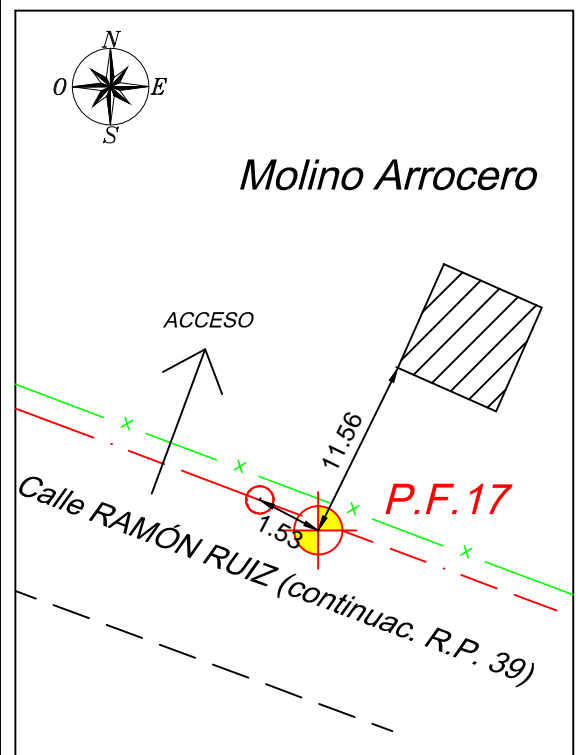 N
O E
S
Molino Arrocero
ACCESO
11.56
x x x x
P.F.17
1.53
Calle RAMÓN RUIZ (continuac. R.P. 39)